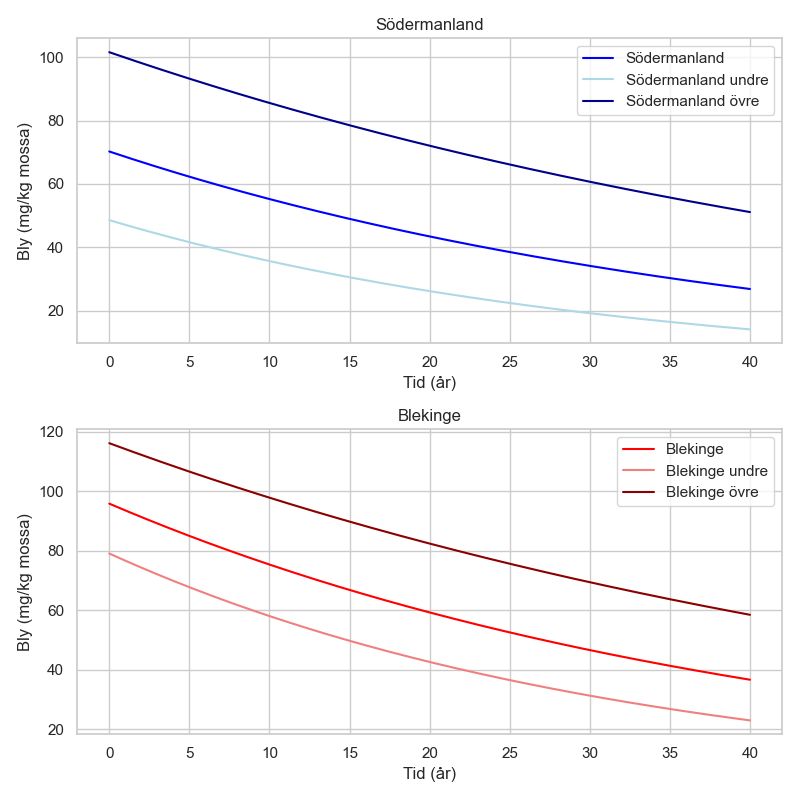 Södermanland
100
80
60
40
20
Bly (mg/kg mossa)
Södermanland
Södermanland undre
Södermanland övre
0 5 10 15 20 25 30 35 40
Tid (år)
Blekinge
120
100
80
60
40
20
Bly (mg/kg mossa)
Blekinge
Blekinge undre
Blekinge övre
0 5 10 15 20 25 30 35 40
Tid (år)